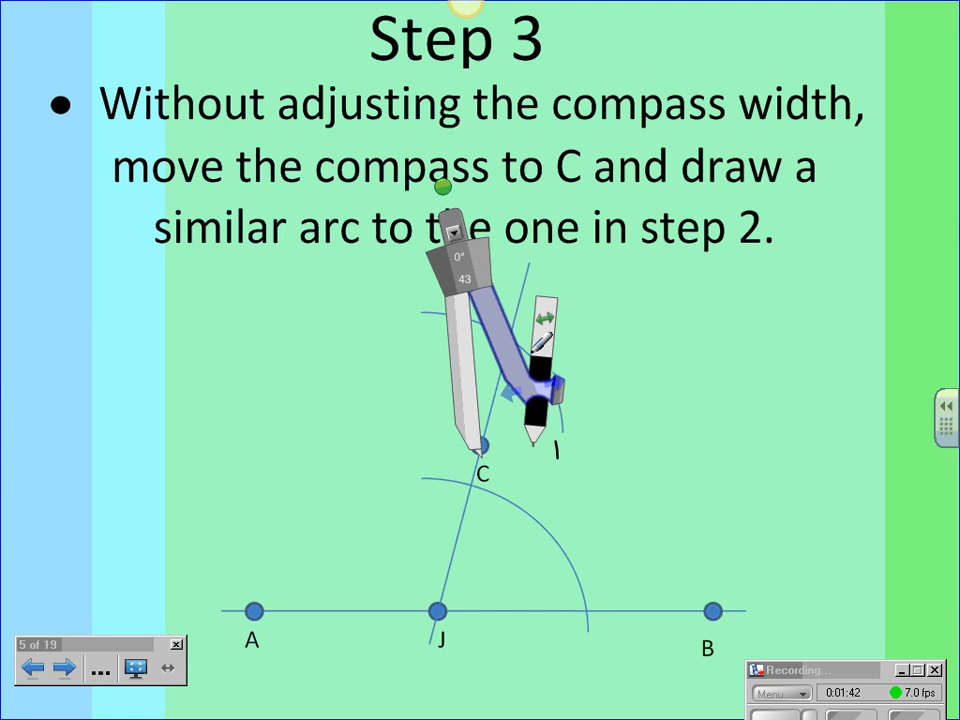 Step 3
• Without adjusting the compass width,
move the compass to C and draw a
similar arc to the one in step 2.
0°
43
C
A
J
B
5 of 19
...
Recording...
Menu
0:01:42
7.0 fps